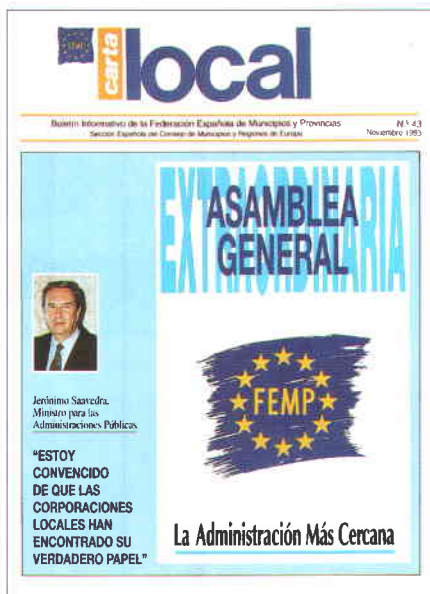 FEMP
carta
local
Boletín Informativo de la Federación Española de Municipios y Provincias
Sección Española del Consejo de Municipios y Regiones de Europa
Nº 43
Noviembre 1993
EXTRAORDINARIA
ASAMBLEA
GENERAL
FEMP
Jerónimo Saavedra,
Ministro para las
Administraciones Públicas
"ESTOY
CONVENCIDO
DE QUE LAS
CORPORACIONES
LOCALES HAN
ENCONTRADO SU
VERDADERO PAPEL"
La Administración Más Cercana